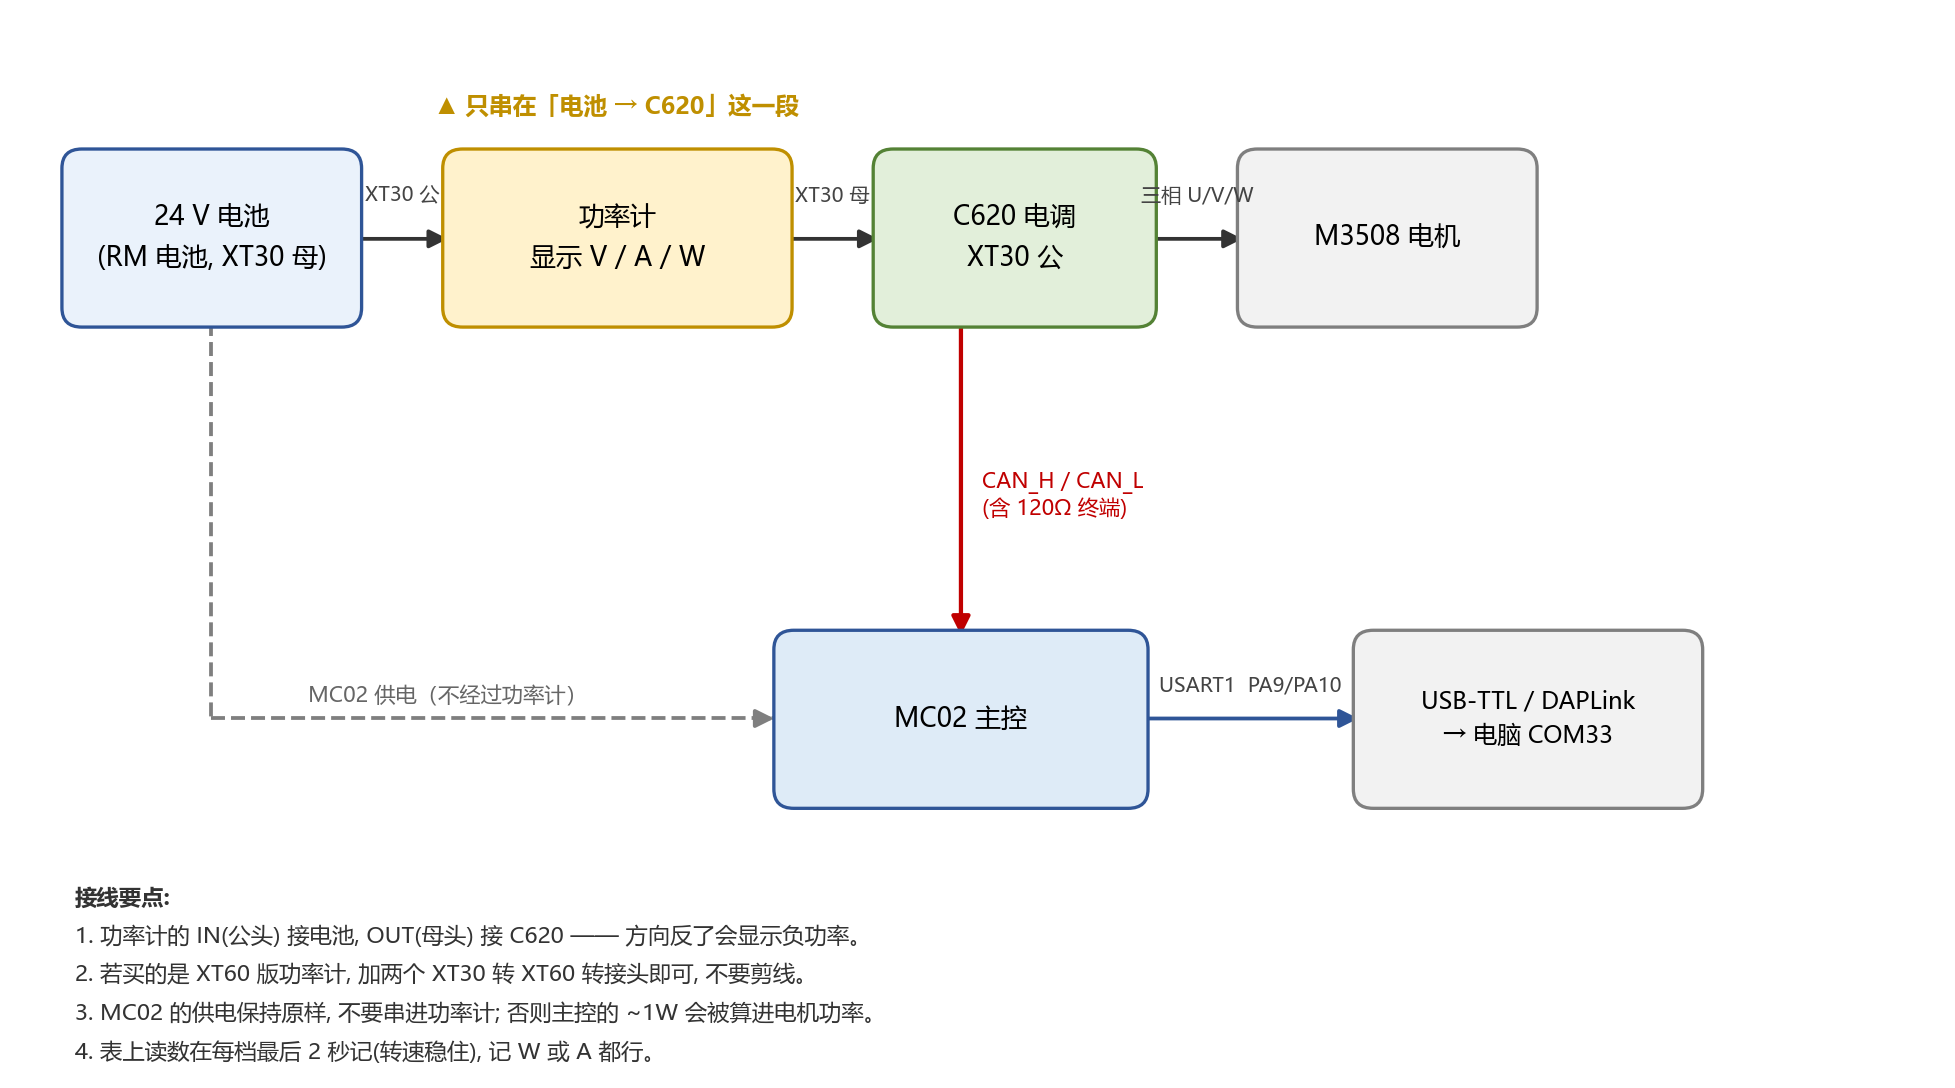 ▲ 只串在「电池 → C620」这一段
24 V 电池
(RM 电池, XT30 母)
XT30 公
功率计
显示 V / A / W
XT30 母
C620 电调
XT30 公
三相 U/V/W
M3508 电机
CAN_H / CAN_L
(含 120Ω 终端)
MC02 供电（不经过功率计）
MC02 主控
USART1  PA9/PA10
USB-TTL / DAPLink
→ 电脑 COM33
接线要点:
1. 功率计的 IN(公头) 接电池, OUT(母头) 接 C620 —— 方向反了会显示负功率。
2. 若买的是 XT60 版功率计, 加两个 XT30 转 XT60 转接头即可, 不要剪线。
3. MC02 的供电保持原样, 不要串进功率计; 否则主控的 ~1W 会被算进电机功率。
4. 表上读数在每档最后 2 秒记(转速稳住), 记 W 或 A 都行。